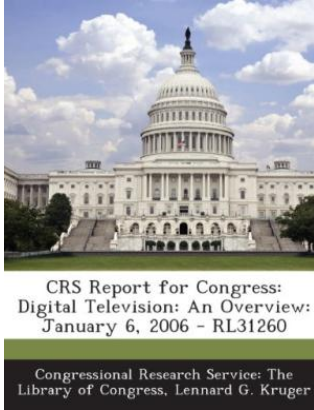 CRS Report for Congress:
Digital Television: An Overview:
January 6, 2006 - RL31260
Congressional Research Service: The
Library of Congress, Lennard G. Kruger